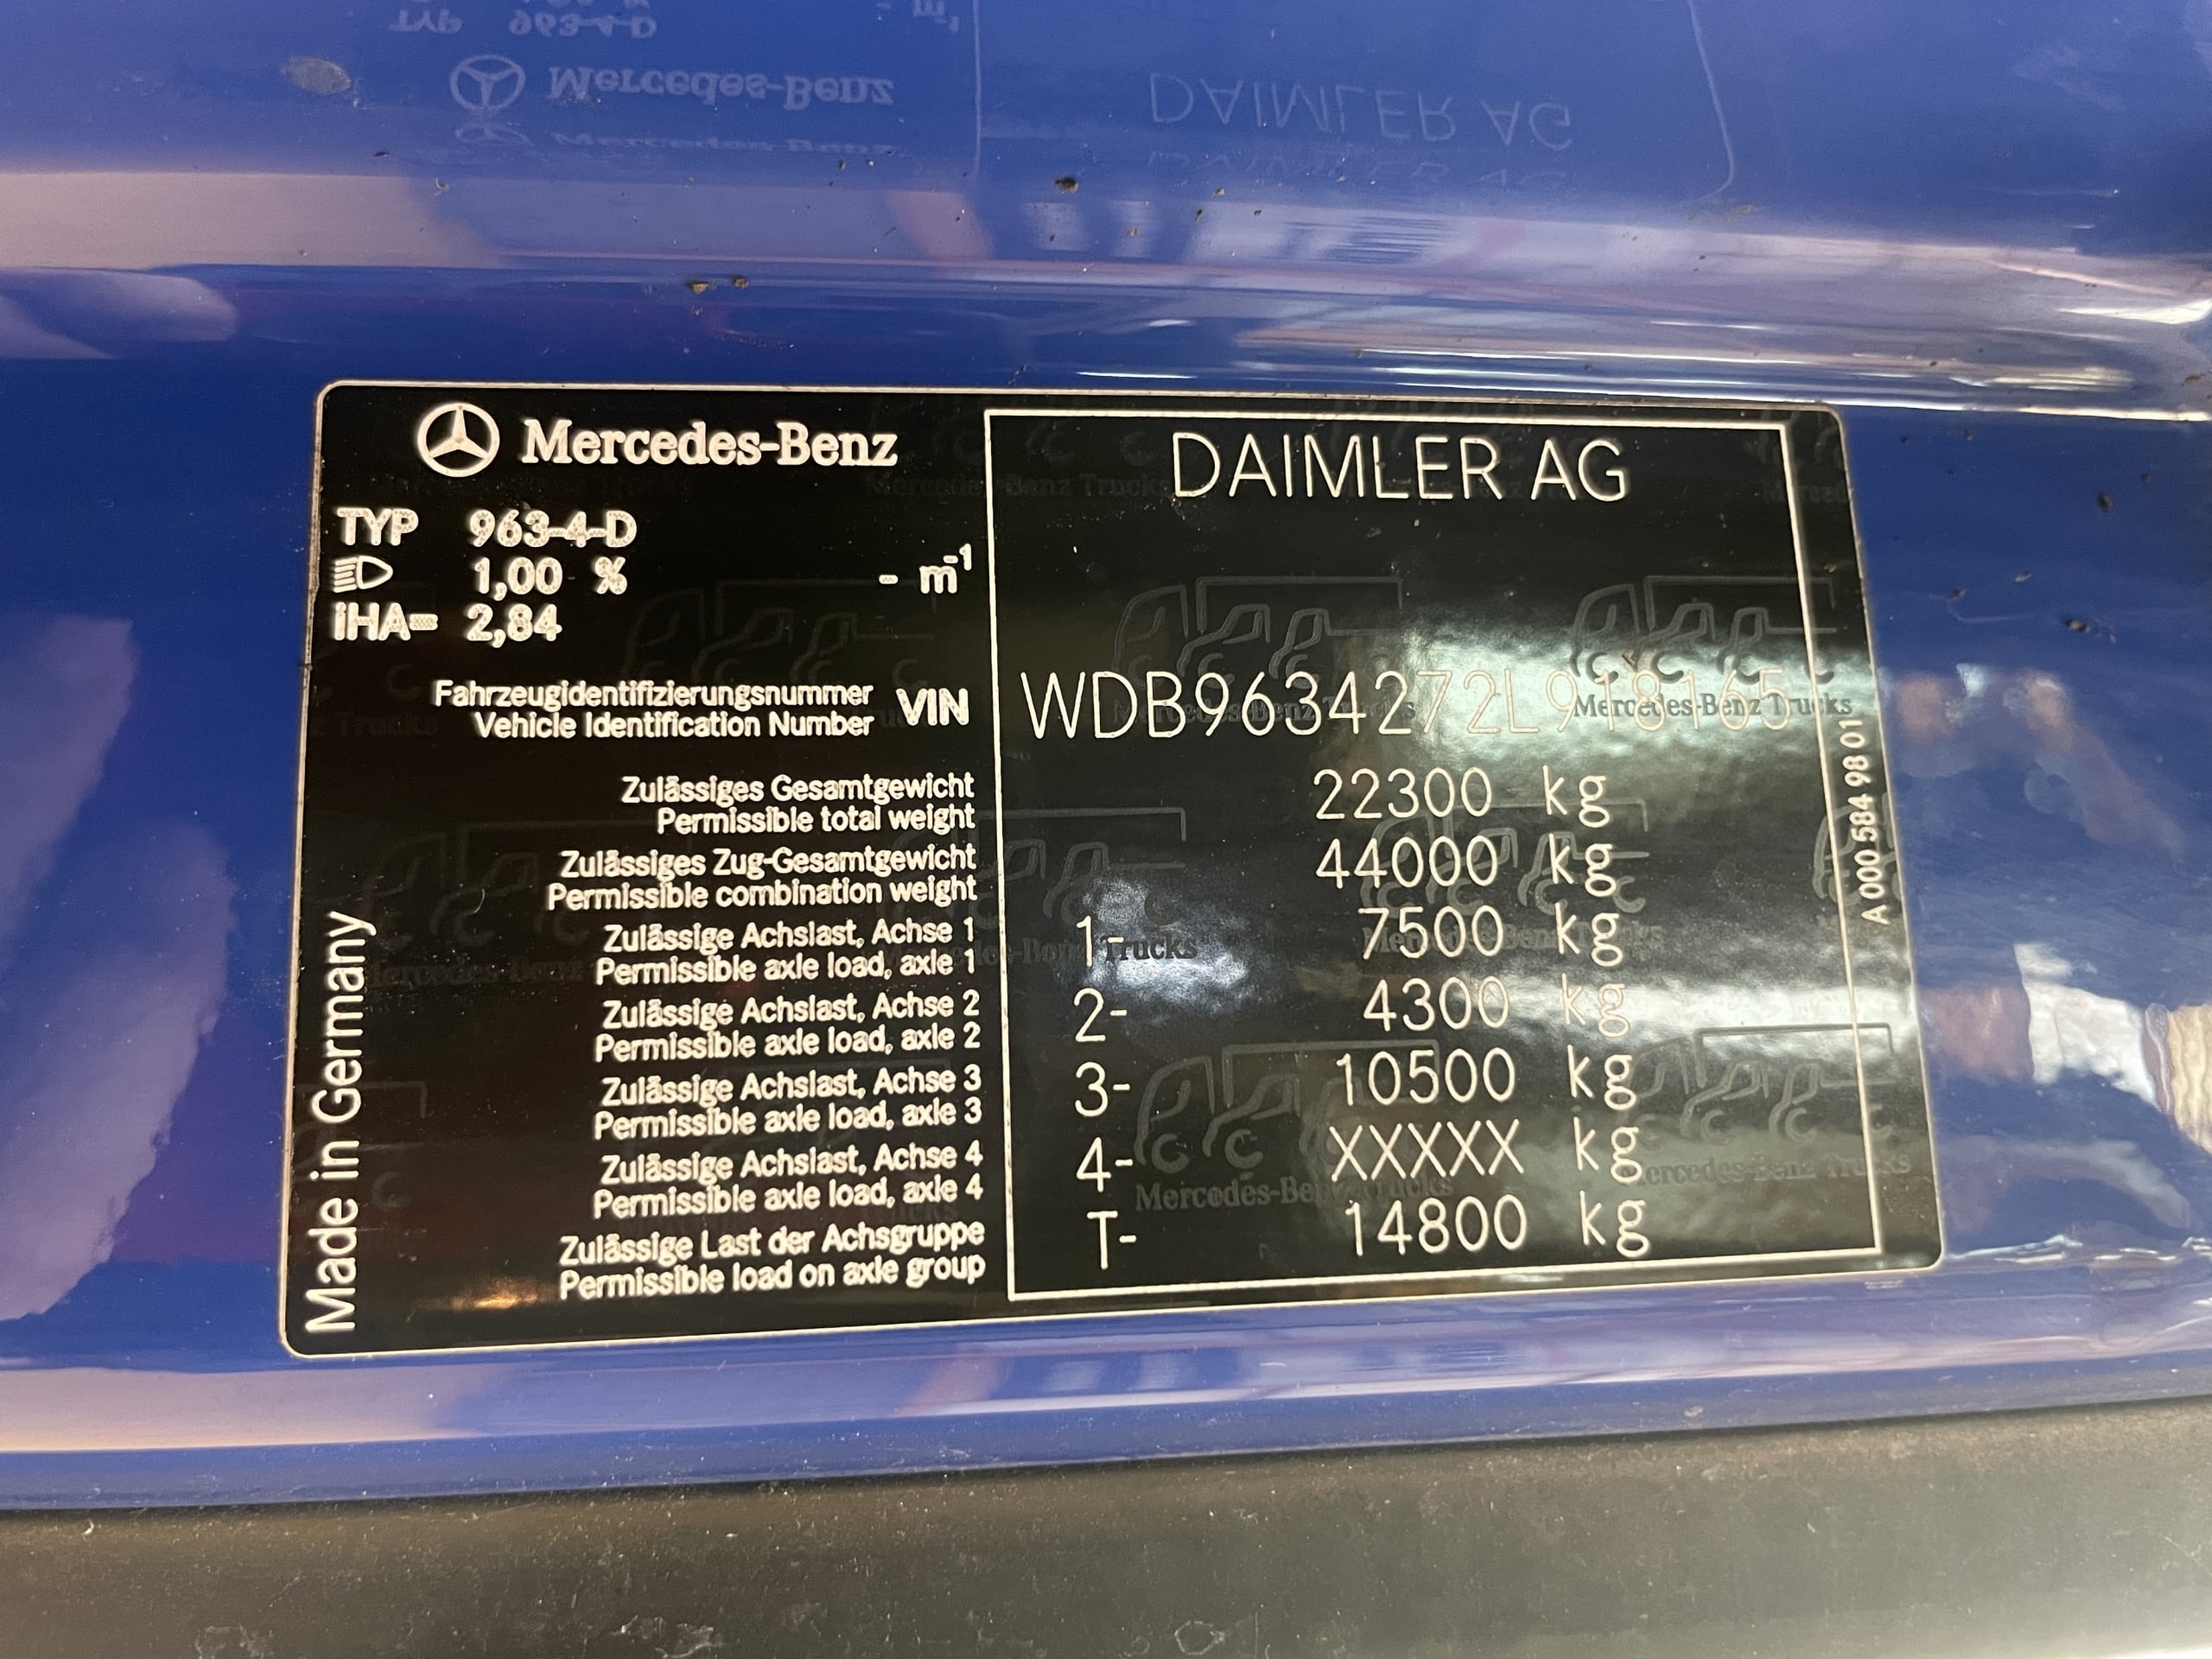 Mercedes-Benz
TYP 963-4-D
1,00 % - m⁻¹
iHA= 2,84
Fahrzeugidentifizierungsnummer
Vehicle Identification Number
VIN
Zulässiges Gesamtgewicht
Permissible total weight
Zulässiges Zug-Gesamtgewicht
Permissible combination weight
Zulässige Achslast, Achse 1
Permissible axle load, axle 1
Zulässige Achslast, Achse 2
Permissible axle load, axle 2
Zulässige Achslast, Achse 3
Permissible axle load, axle 3
Zulässige Achslast, Achse 4
Permissible axle load, axle 4
Zulässige Last der Achsgruppe
Permissible load on axle group
Made in Germany
DAIMLER AG
WDB9634272L918165
22300 kg
44000 kg
1- 7500 kg
2- 4300 kg
3- 10500 kg
4- XXXXX kg
T- 14800 kg
A 000 584 98 01
Mercedes-Benz Trucks